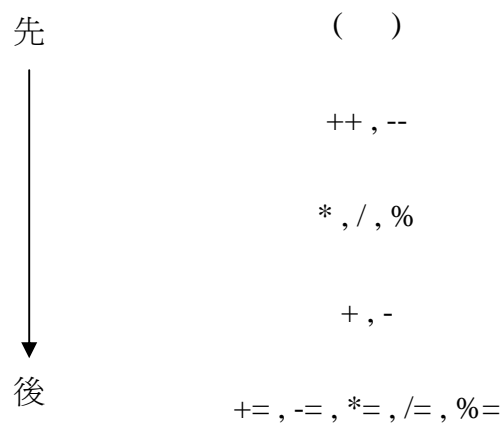 先 ( )
++ , --
* , / , %
+ , -
後 += , -= , *= , /= , %=